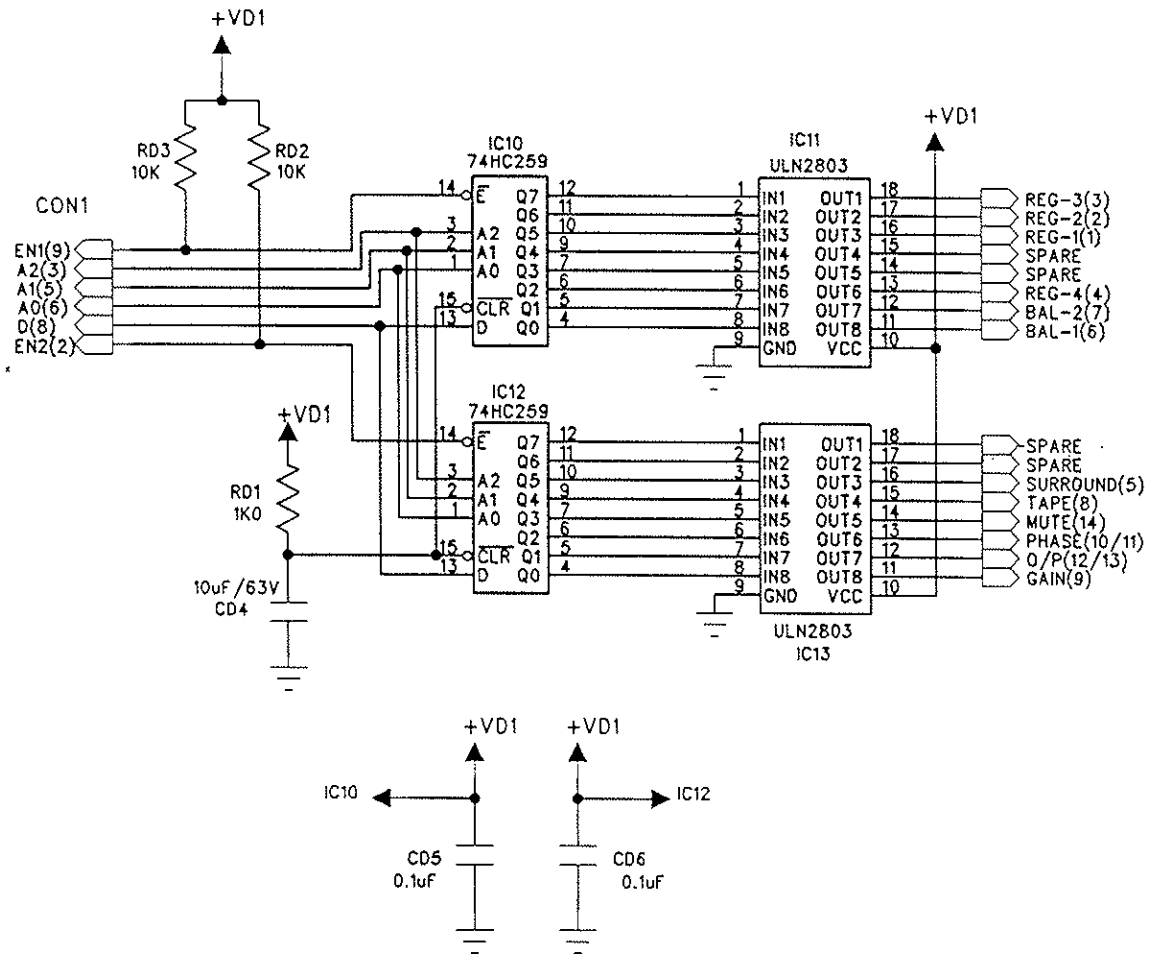 +VD1
RD3
10K
RD2
10K
CON1
EN1(9)
A2(3)
A1(5)
A0(6)
D(8)
EN2(2)
IC10
74HC259
14 E Q7 12
Q6 11
3 A2 Q5 10
2 A1 Q4 9
1 A0 Q3 7
Q2 6
15 CLR Q1 5
13 D Q0 4
IC11
ULN2803
1 IN1 OUT1 18
2 IN2 OUT2 17
3 IN3 OUT3 16
4 IN4 OUT4 15
5 IN5 OUT5 14
6 IN6 OUT6 13
7 IN7 OUT7 12
8 IN8 OUT8 11
9 GND VCC 10
+VD1
REG-3(3)
REG-2(2)
REG-1(1)
SPARE
SPARE
REG-4(4)
BAL-2(7)
BAL-1(6)
+VD1
RD1
1K0
10uF/63V
CD4
IC12
74HC259
14 E Q7 12
Q6 11
3 A2 Q5 10
2 A1 Q4 9
1 A0 Q3 7
Q2 6
15 CLR Q1 5
13 D Q0 4
1 IN1 OUT1 18
2 IN2 OUT2 17
3 IN3 OUT3 16
4 IN4 OUT4 15
5 IN5 OUT5 14
6 IN6 OUT6 13
7 IN7 OUT7 12
8 IN8 OUT8 11
9 GND VCC 10
ULN2803
IC13
SPARE
SPARE
SURROUND(5)
TAPE(8)
MUTE(14)
PHASE(10/11)
O/P(12/13)
GAIN(9)
+VD1
IC10
CD5
0.1uF
+VD1
IC12
CD6
0.1uF